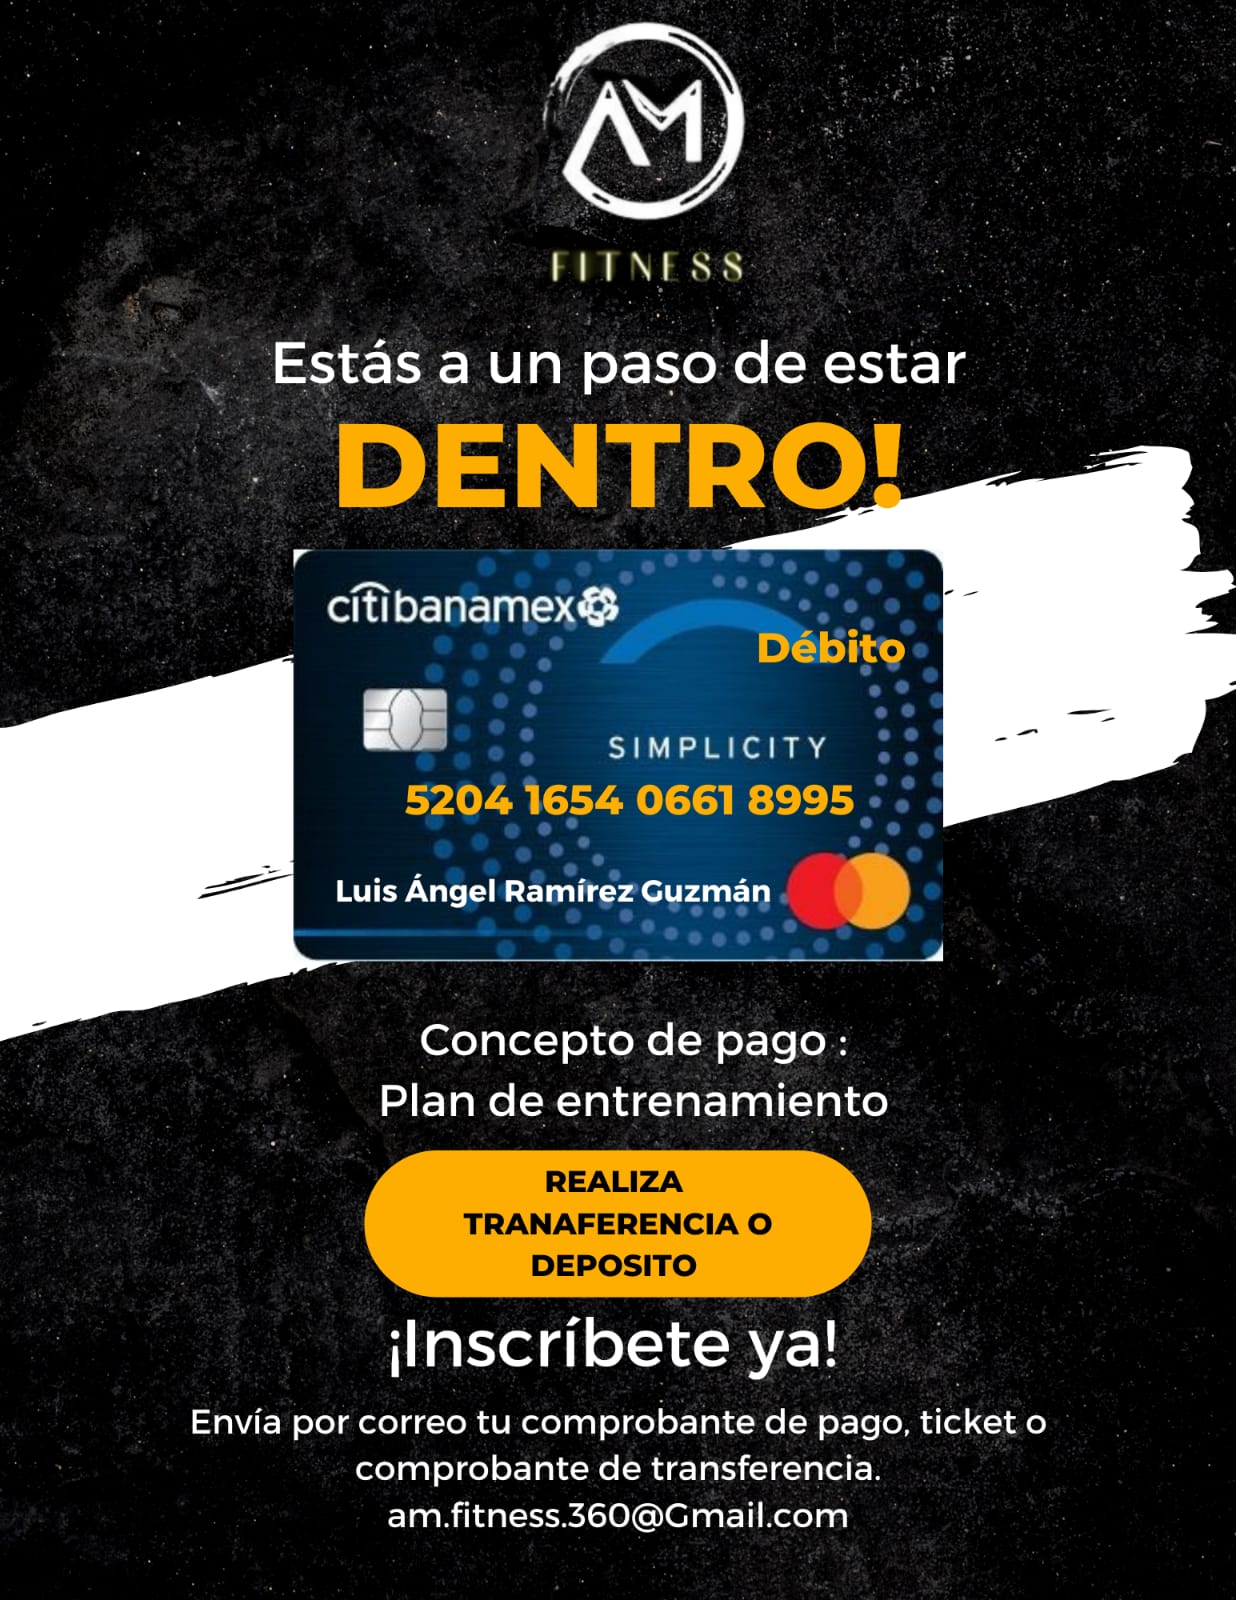 AM
FITNESS
Estás a un paso de estar
DENTRO!
citibanamex
Débito
SIMPLICITY
5204 1654 0661 8995
Luis Ángel Ramírez Guzmán
Concepto de pago :
Plan de entrenamiento
REALIZA
TRANAFERENCIA O
DEPOSITO
¡Inscríbete ya!
Envía por correo tu comprobante de pago, ticket o
comprobante de transferencia.
am.fitness.360@Gmail.com